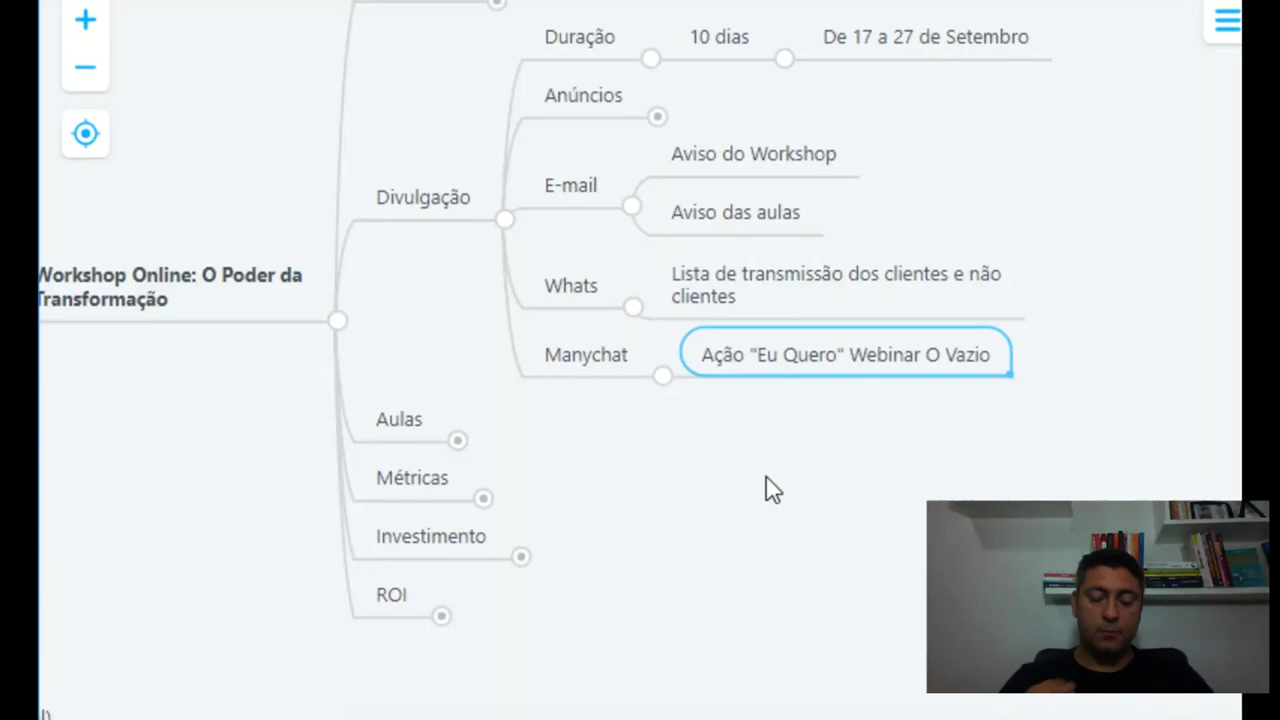 Duração
10 dias
De 17 a 27 de Setembro
Anúncios
Aviso do Workshop
E-mail
Divulgação
Aviso das aulas
Workshop Online: O Poder da
Transformação
Whats
Lista de transmissão dos clientes e não
clientes
Manychat
Ação "Eu Quero" Webinar O Vazio
Aulas
Métricas
Investimento
ROI